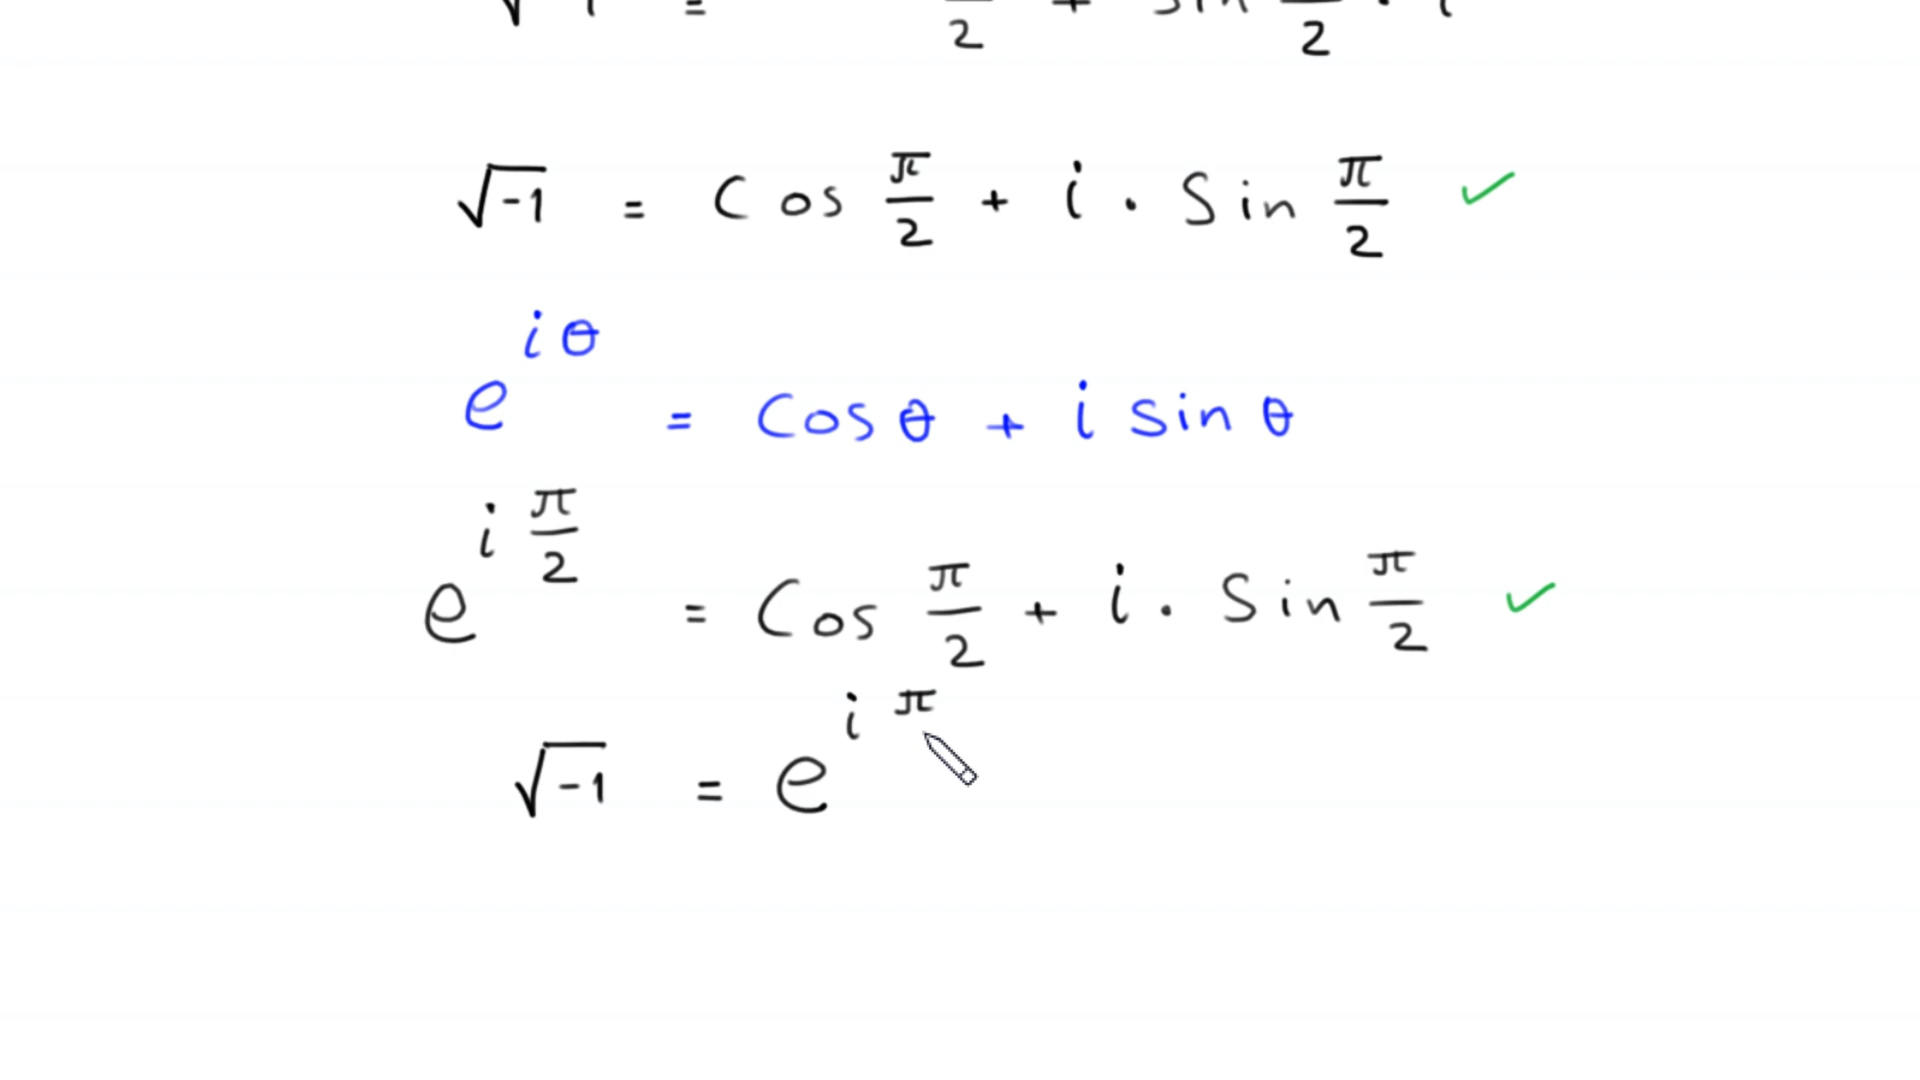 √-1 = cos π/2 + i · sin π/2 ✓
e^{iθ} = cos θ + i sin θ
e^{i π/2} = cos π/2 + i · sin π/2 ✓
√-1 = e^{i π}